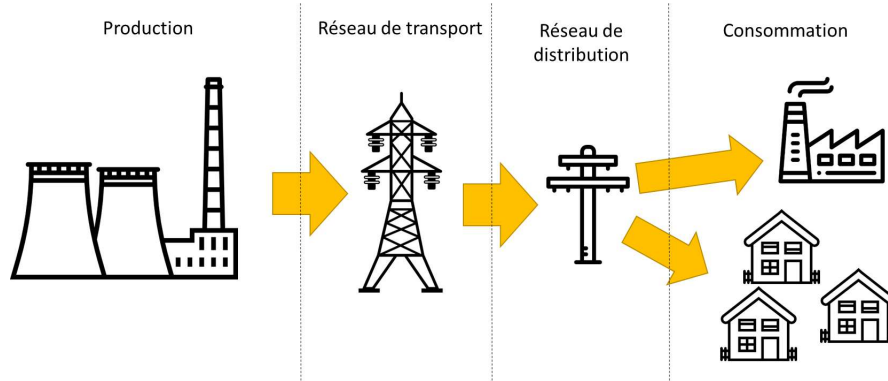 Production
Réseau de transport
Réseau de
distribution
Consommation